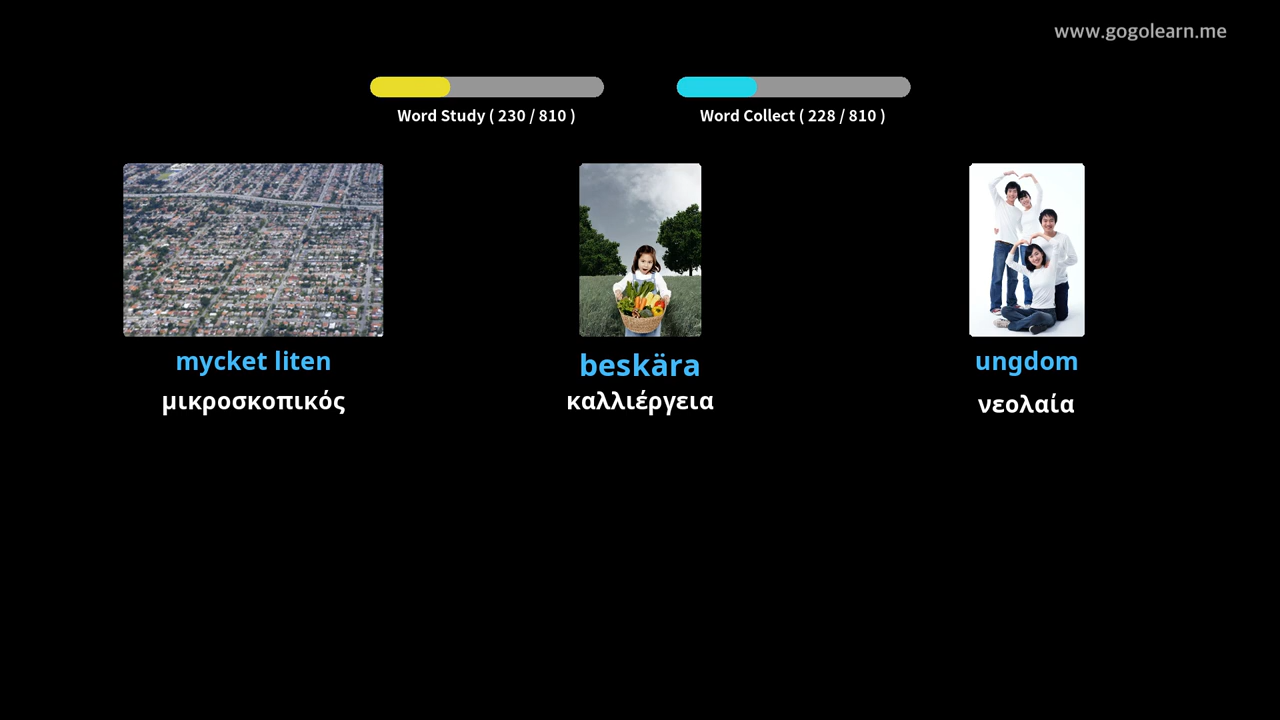 www.gogolearn.me
Word Study ( 230 / 810 )
Word Collect ( 228 / 810 )
mycket liten
μικροσκοπικός
beskära
καλλιέργεια
ungdom
νεολαία